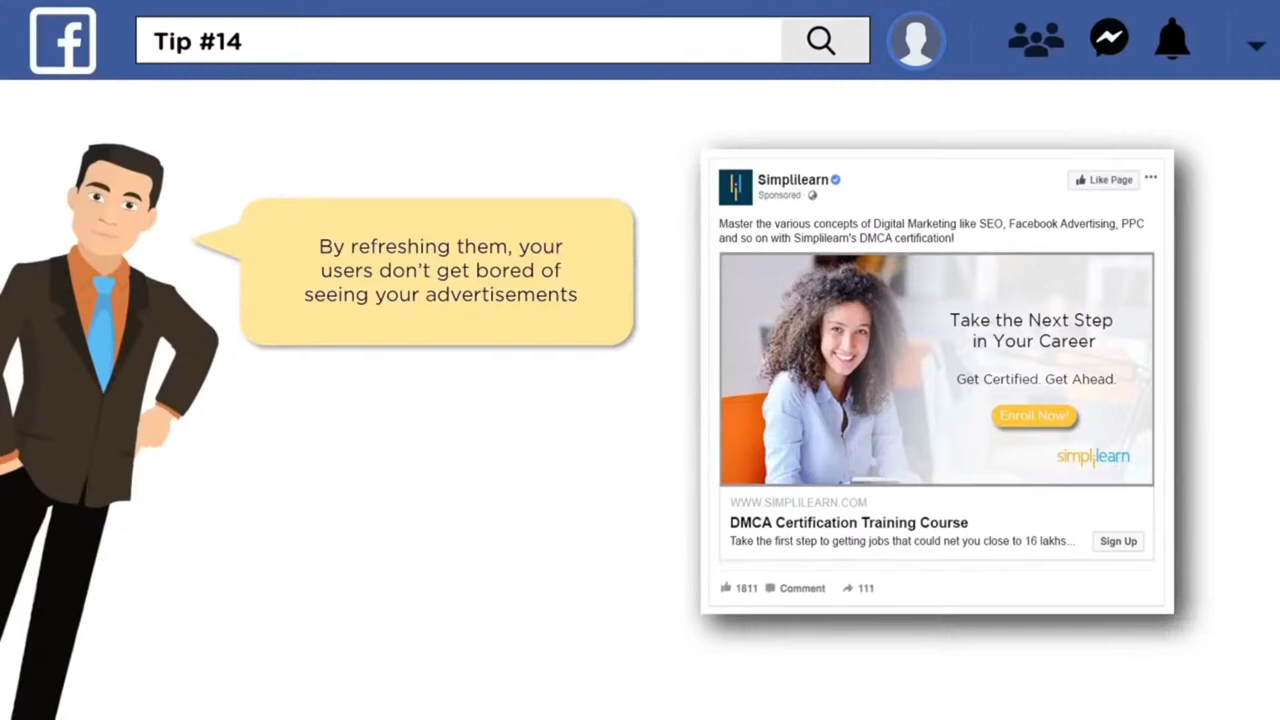 Tip #14
By refreshing them, your
users don't get bored of
seeing your advertisements
Simplilearn
Like Page
Sponsored
Master the various concepts of Digital Marketing like SEO, Facebook Advertising, PPC
and so on with Simplilearn's DMCA certification!
Take the Next Step
in Your Career
Get Certified. Get Ahead.
Enroll Now!
simplilearn
WWW.SIMPLILEARN.COM
DMCA Certification Training Course
Take the first step to getting jobs that could net you close to 16 lakhs...
Sign Up
1811 Comment 111